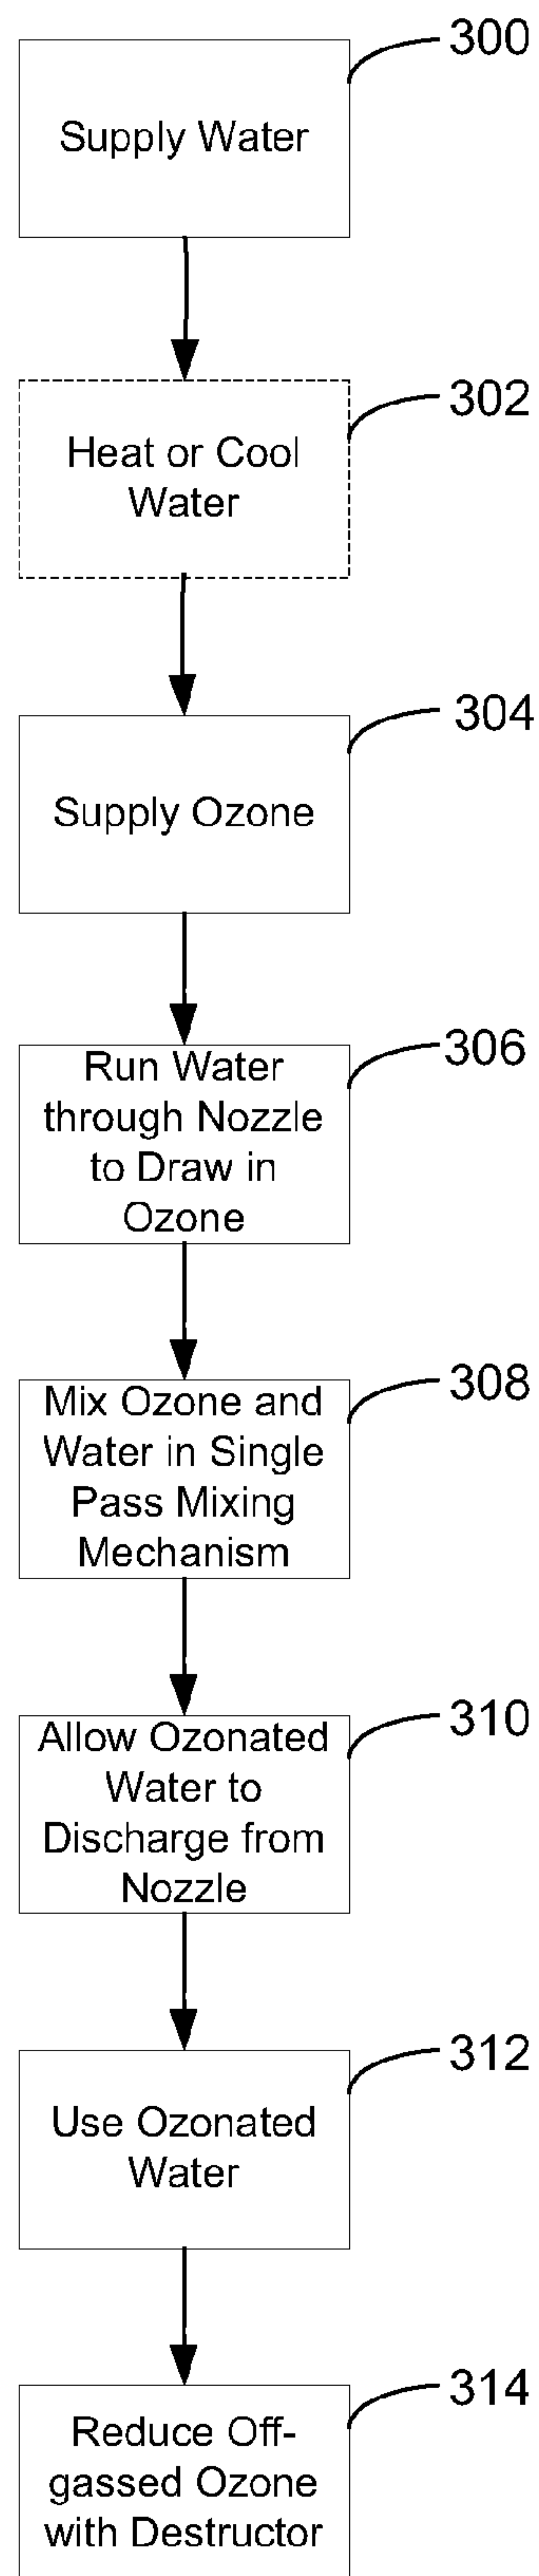 300
Supply Water
302
Heat or Cool
Water
304
Supply Ozone
306
Run Water
through Nozzle
to Draw in
Ozone
308
Mix Ozone and
Water in Single
Pass Mixing
Mechanism
310
Allow Ozonated
Water to
Discharge from
Nozzle
312
Use Ozonated
Water
314
Reduce Off-
gassed Ozone
with Destructor